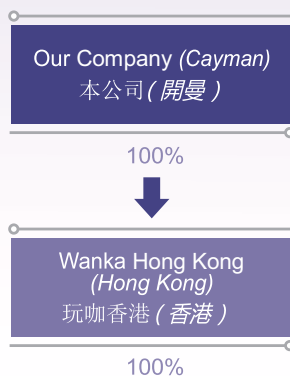 Our Company (Cayman)
本公司 ( 開曼 )
100%
Wanka Hong Kong
(Hong Kong)
玩咖香港 ( 香港 )
100%